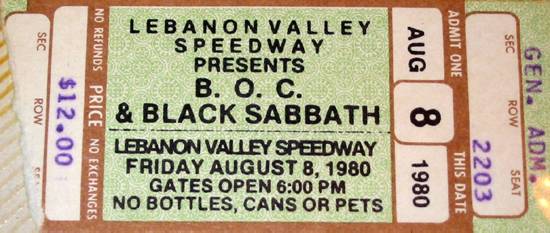 SEC
ROW
SE
$12.00
NO REFUNDS
PRICE
NO EXCHANGES
LEBANON VALLEY
SPEEDWAY
PRESENTS
B. O. C.
& BLACK SABBATH
LEBANON VALLEY SPEEDWAY
FRIDAY AUGUST 8, 1980
GATES OPEN 6:00 PM
NO BOTTLES, CANS OR PETS
AUG
8
1980
ADMIT ONE
THIS DATE
2203
SEC
ROW
SEAT
GEN. ADM.